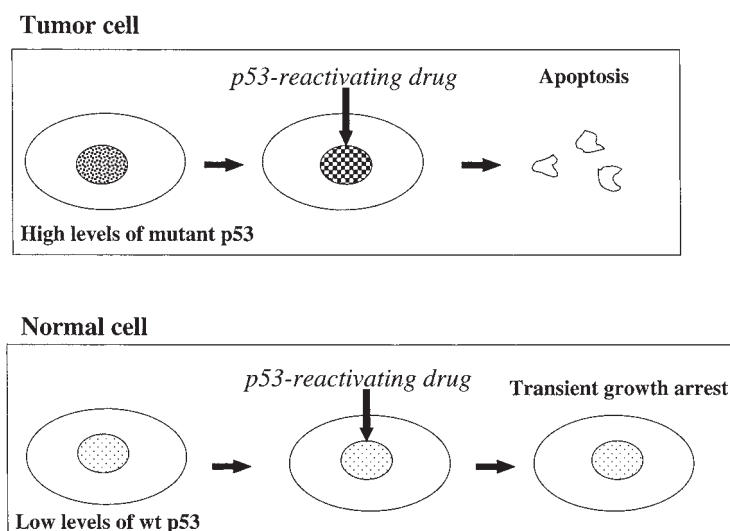 Tumor cell
p53-reactivating drug
Apoptosis
High levels of mutant p53
Normal cell
p53-reactivating drug
Transient growth arrest
Low levels of wt p53